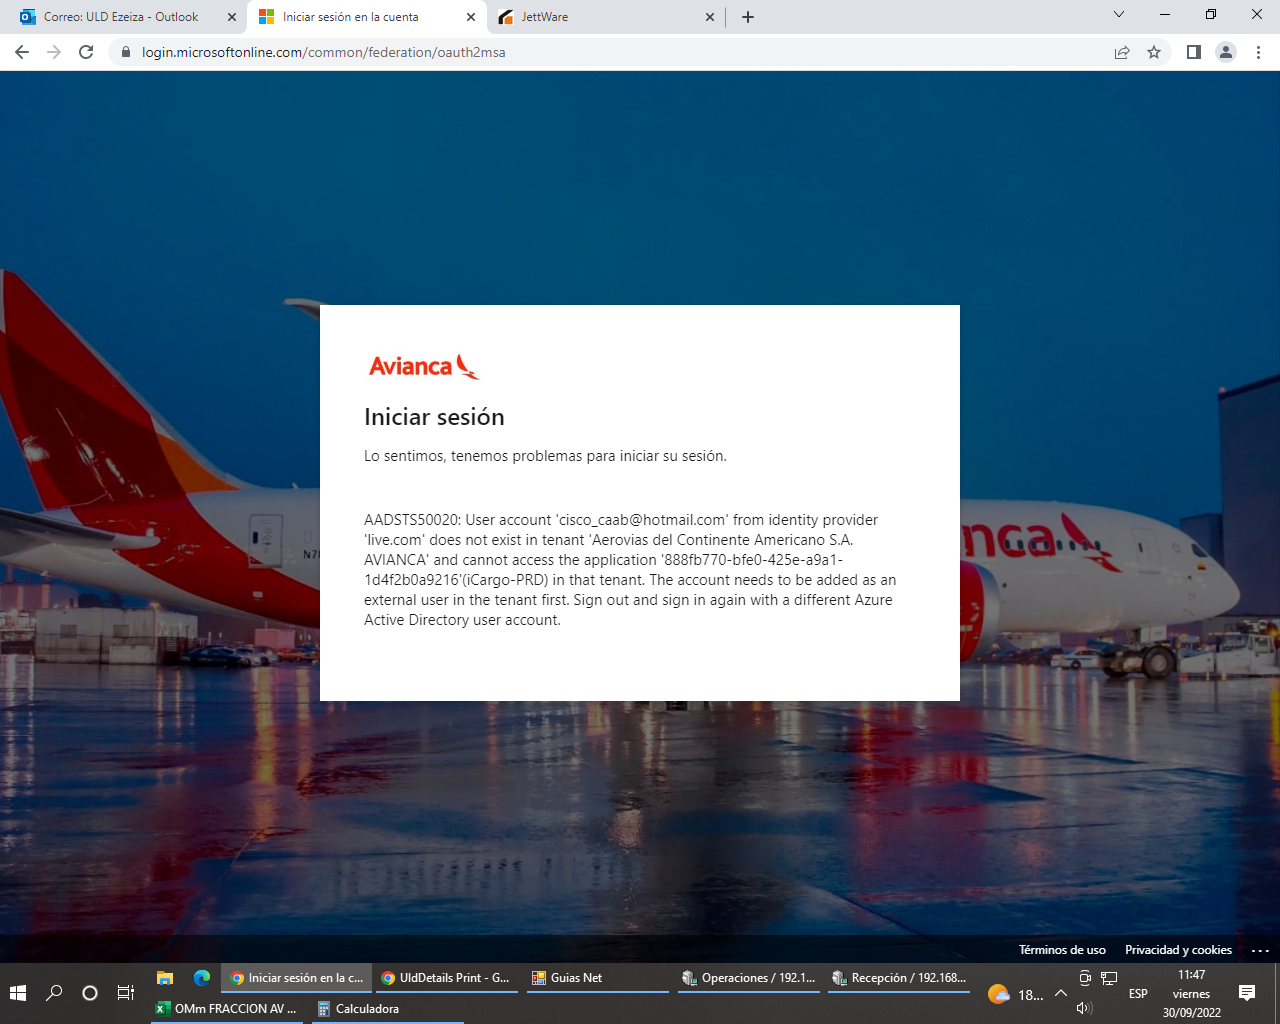 Correo: ULD Ezeiza - Outlook
Iniciar sesión en la cuenta
JettWare
login.microsoftonline.com/common/federation/oauth2msa
Avianca
Iniciar sesión
Lo sentimos, tenemos problemas para iniciar su sesión.
AADSTS50020: User account 'cisco_caab@hotmail.com' from identity provider
'live.com' does not exist in tenant 'Aerovias del Continente Americano S.A.
AVIANCA' and cannot access the application '888fb770-bfe0-425e-a9a1-
1d4f2b0a9216'(iCargo-PRD) in that tenant. The account needs to be added as an
external user in the tenant first. Sign out and sign in again with a different Azure
Active Directory user account.
N78
nca
Términos de uso
Privacidad y cookies
...
Iniciar sesión en la c...
UldDetails Print - G...
Guias Net
Operaciones / 192.1...
Recepción / 192.168...
OMm FRACCION AV ...
Calculadora
18...
ESP
11:47
viernes
30/09/2022